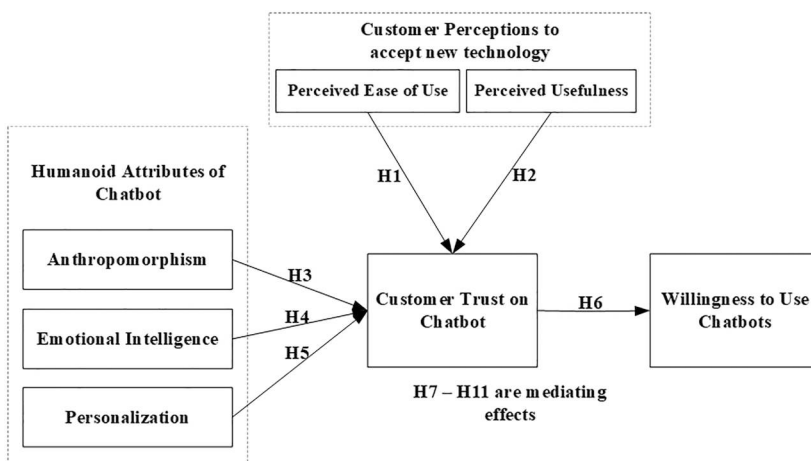 Customer Perceptions to
accept new technology
Perceived Ease of Use
Perceived Usefulness
H1
H2
Humanoid Attributes of
Chatbot
Anthropomorphism
Emotional Intelligence
Personalization
H3
H4
H5
Customer Trust on
Chatbot
H6
Willingness to Use
Chatbots
H7 – H11 are mediating
effects